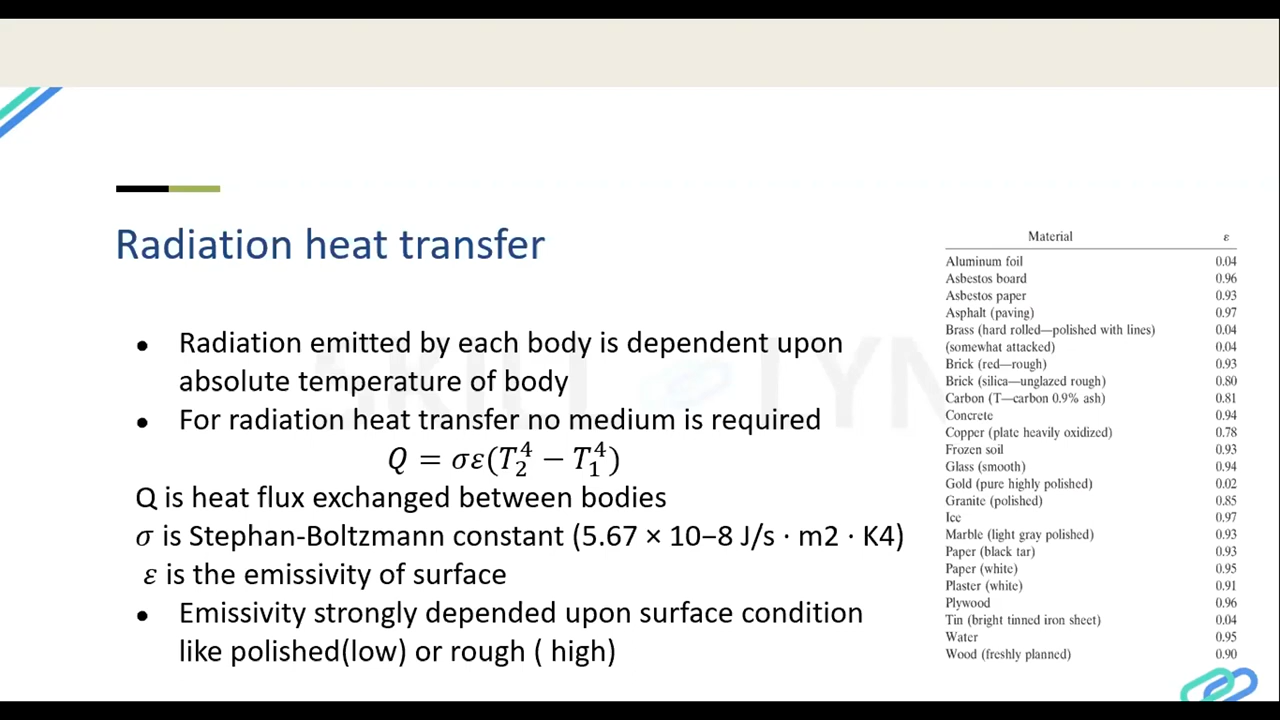 Radiation heat transfer
● Radiation emitted by each body is dependent upon
absolute temperature of body
● For radiation heat transfer no medium is required
Q = σε(T₂⁴ − T₁⁴)
Q is heat flux exchanged between bodies
σ is Stephan-Boltzmann constant (5.67 × 10−8 J/s · m2 · K4)
ε is the emissivity of surface
● Emissivity strongly depended upon surface condition
like polished(low) or rough ( high)
Material ε
Aluminum foil 0.04
Asbestos board 0.96
Asbestos paper 0.93
Asphalt (paving) 0.97
Brass (hard rolled—polished with lines) 0.04
(somewhat attacked) 0.04
Brick (red—rough) 0.93
Brick (silica—unglazed rough) 0.80
Carbon (T—carbon 0.9% ash) 0.81
Concrete 0.94
Copper (plate heavily oxidized) 0.78
Frozen soil 0.93
Glass (smooth) 0.94
Gold (pure highly polished) 0.02
Granite (polished) 0.85
Ice 0.97
Marble (light gray polished) 0.93
Paper (black tar) 0.93
Paper (white) 0.95
Plaster (white) 0.91
Plywood 0.96
Tin (bright tinned iron sheet) 0.04
Water 0.95
Wood (freshly planned) 0.90